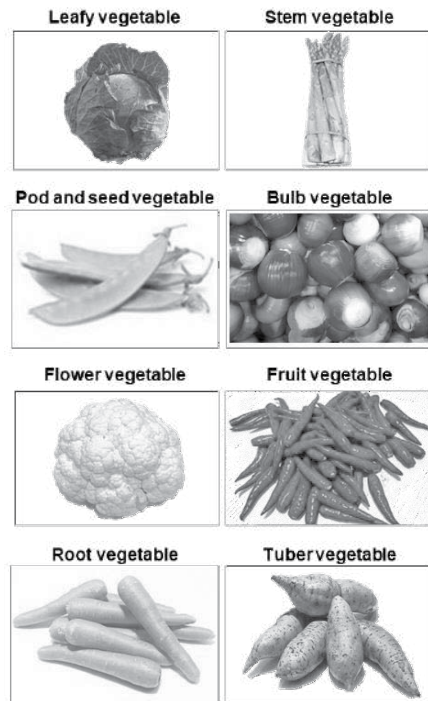 Leafy vegetable
Stem vegetable
Pod and seed vegetable
Bulb vegetable
Flower vegetable
Fruit vegetable
Root vegetable
Tuber vegetable